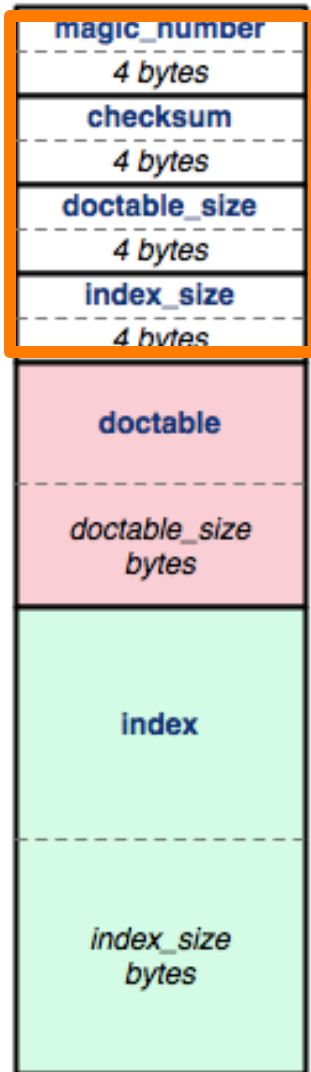 magic_number
4 bytes
checksum
4 bytes
doctable_size
4 bytes
index_size
4 bytes
doctable
doctable_size
bytes
index
index_size
bytes